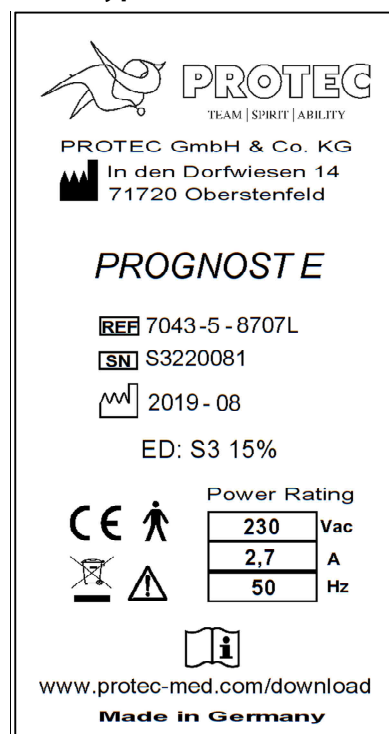 PROTEC
TEAM | SPIRIT | ABILITY
PROTEC GmbH & Co. KG
In den Dorfwiesen 14
71720 Oberstenfeld
PROGNOST E
REF 7043-5-8707L
SN S3220081
2019-08
ED: S3 15%
CE
Power Rating
230 Vac
2,7 A
50 Hz
i
www.protec-med.com/download
Made in Germany